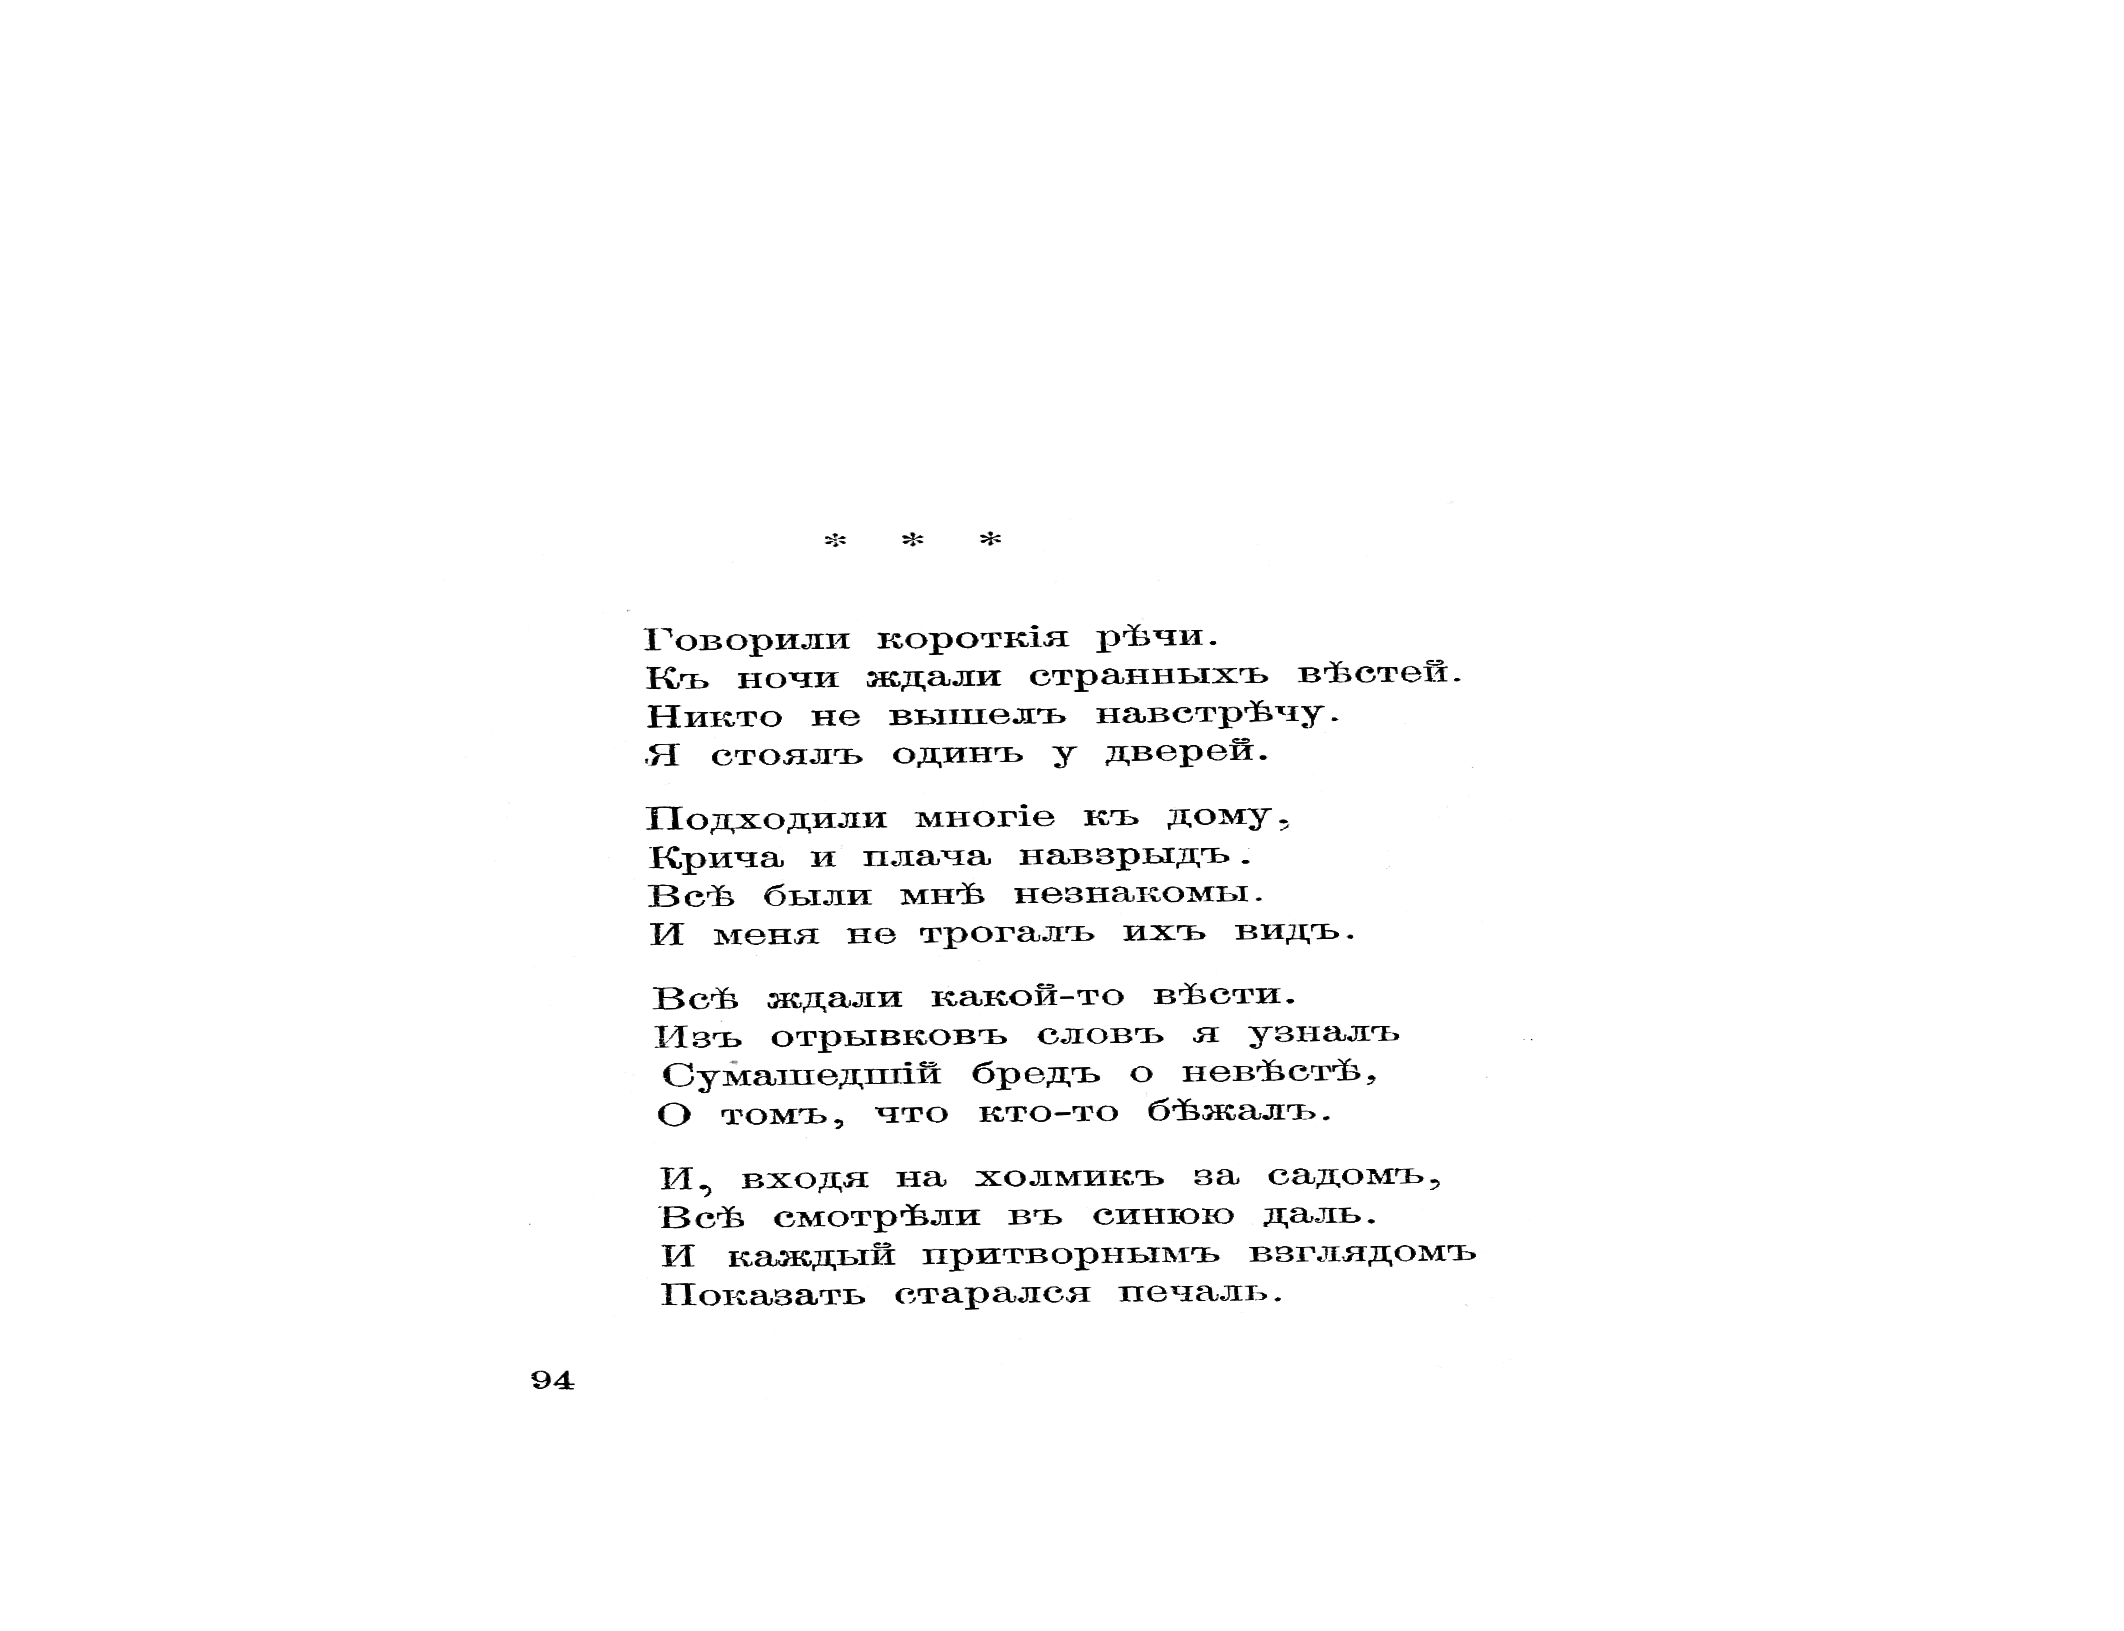 * * *
Говорили короткія рѣчи.
Къ ночи ждали странныхъ вѣстей.
Никто не вышелъ навстрѣчу.
Я стоялъ одинъ у дверей.
Подходили многіе къ дому,
Крича и плача навзрыдъ.
Всѣ были мнѣ незнакомы.
И меня не трогалъ ихъ видъ.
Всѣ ждали какой-то вѣсти.
Изъ отрывковъ словъ я узналъ
Сумашедшій бредъ о невѣстѣ,
О томъ, что кто-то бѣжалъ.
И, входя на холмикъ за садомъ,
Всѣ смотрѣли въ синюю даль.
И каждый притворнымъ взглядомъ
Показать старался печаль.
94